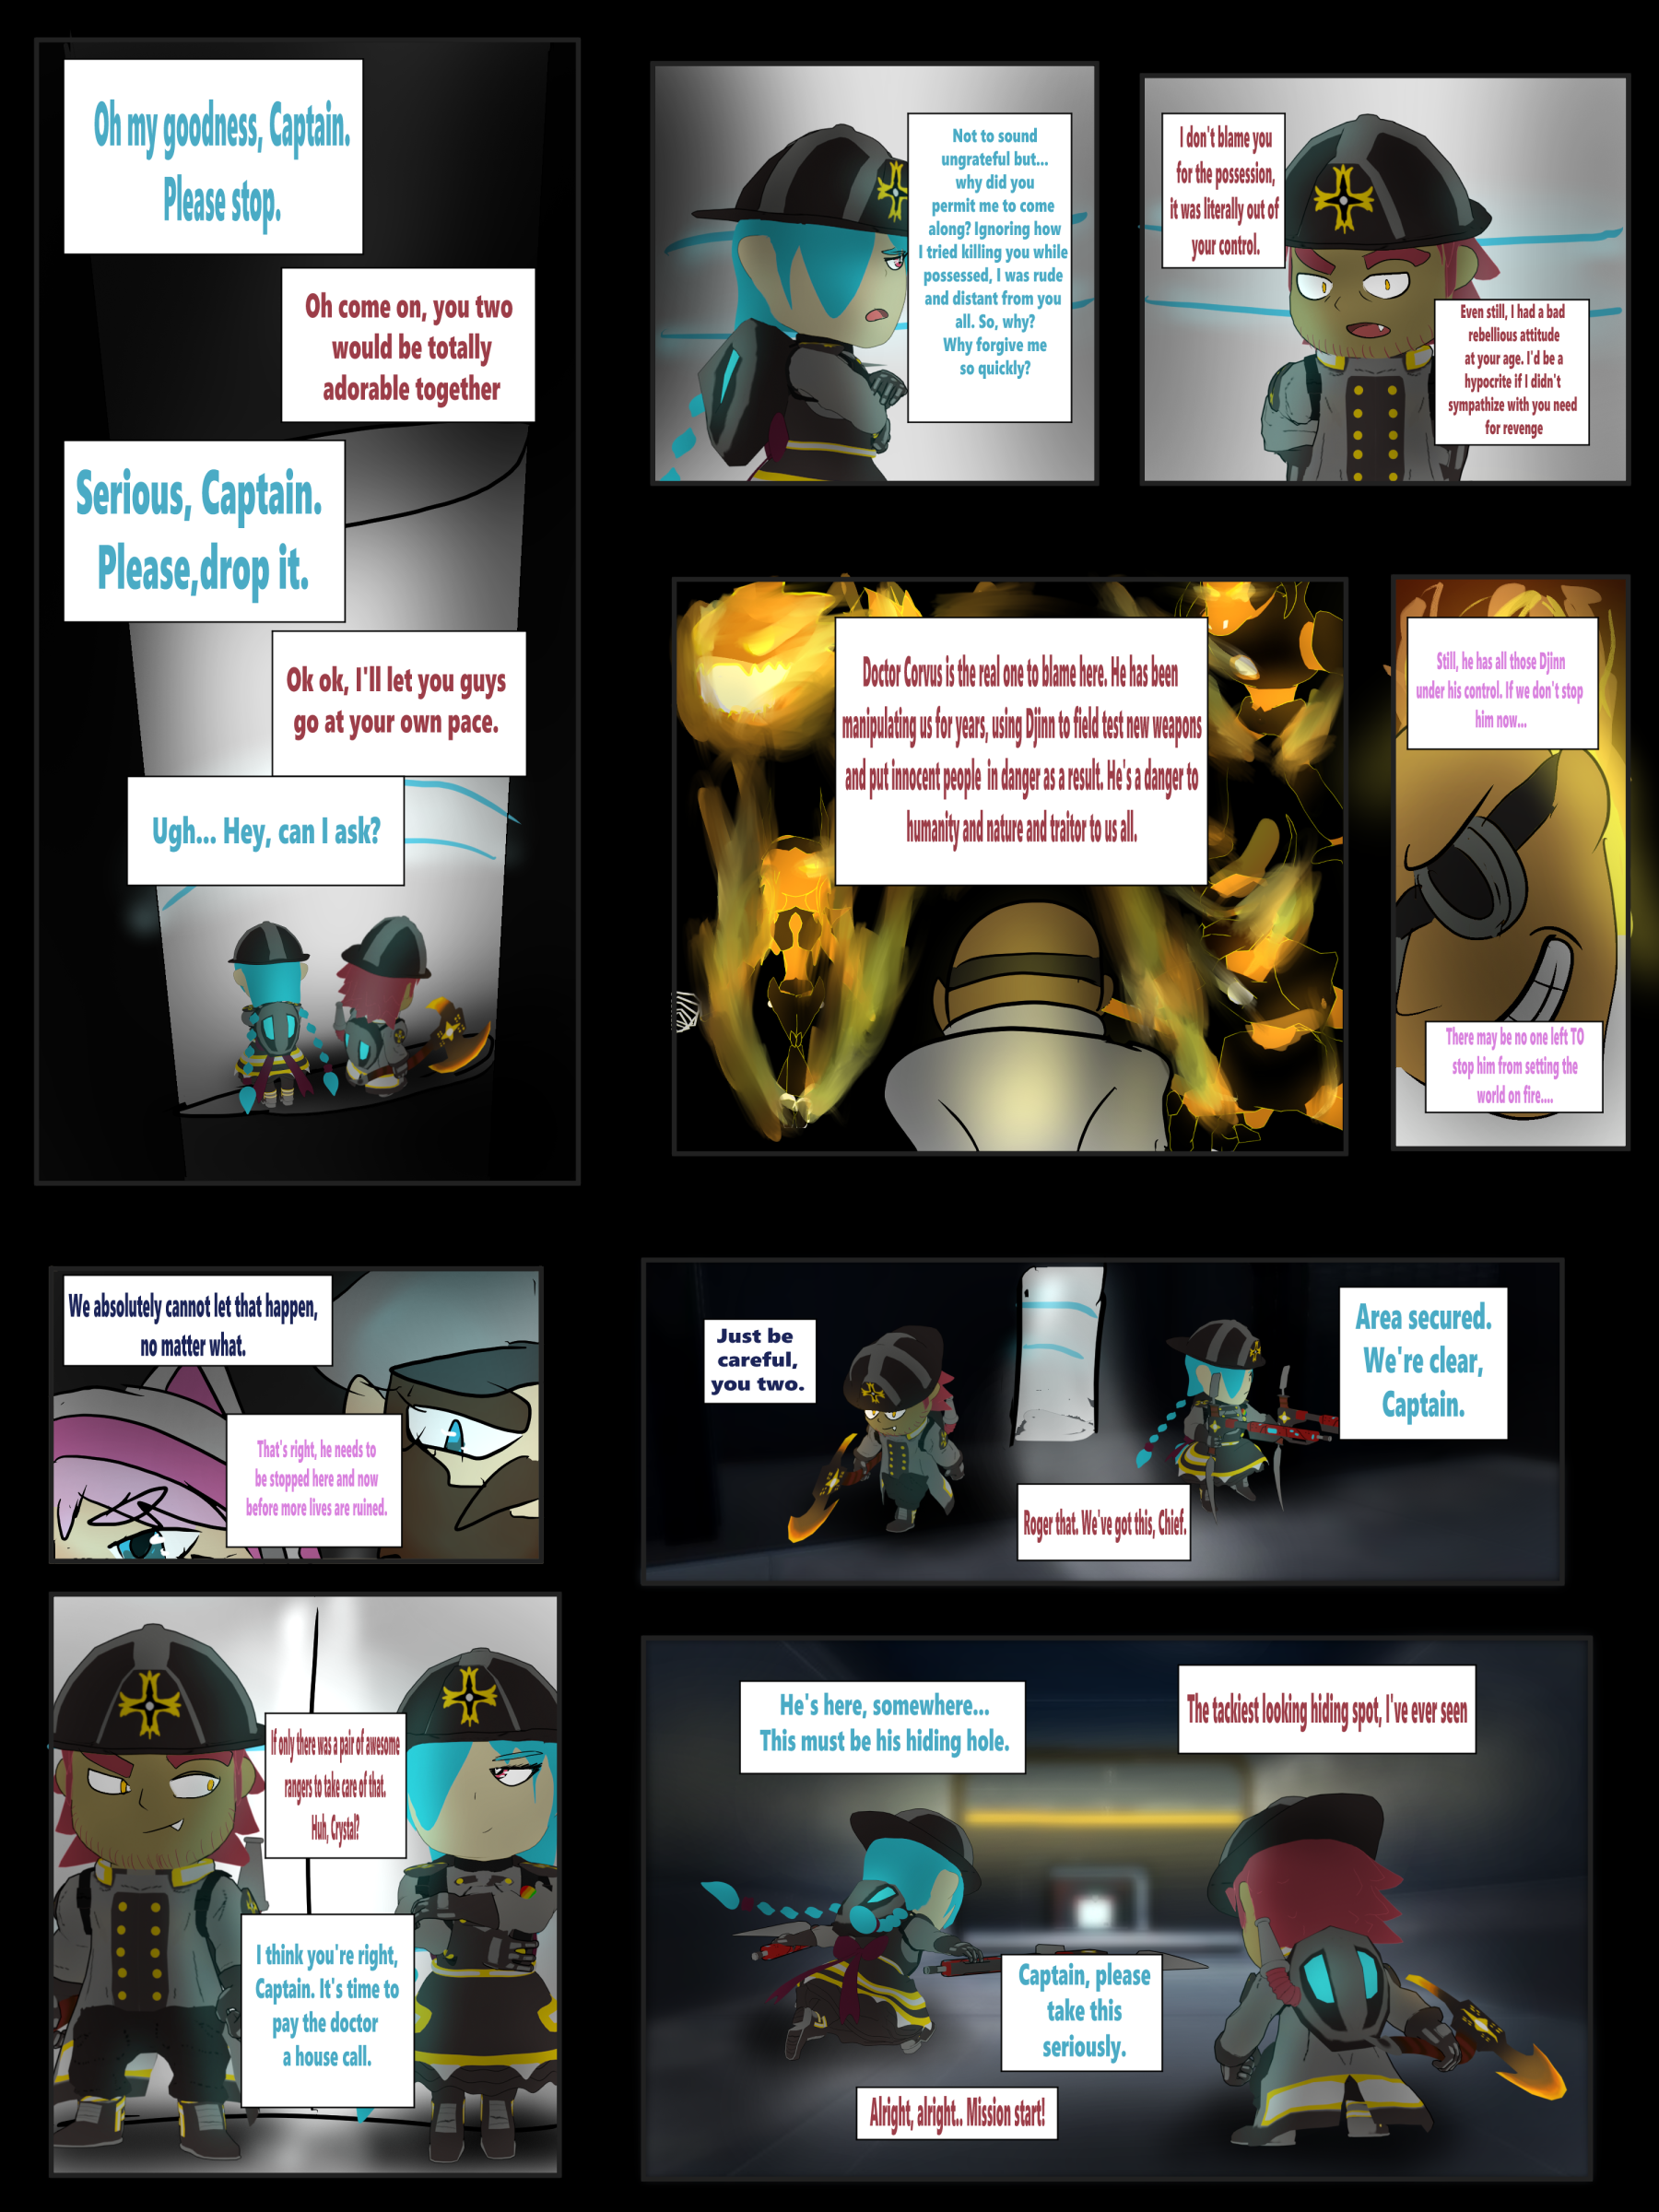 Oh my goodness, Captain.
Please stop.
Oh come on, you two
would be totally
adorable together
Serious, Captain.
Please,drop it.
Ok ok, I'll let you guys
go at your own pace.
Ugh... Hey, can I ask?
Not to sound
ungrateful but...
why did you
permit me to come
along? Ignoring how
I tried killing you while
possessed, I was rude
and distant from you
all. So, why?
Why forgive me
so quickly?
I don't blame you
for the possession,
it was literally out of
your control.
Even still, I had a bad
rebellious attitude
at your age. I'd be a
hypocrite if I didn't
sympathize with you need
for revenge
Doctor Corvus is the real one to blame here. He has been
manipulating us for years, using Djinn to field test new weapons
and put innocent people in danger as a result. He's a danger to
humanity and nature and traitor to us all.
Still, he has all those Djinn
under his control. If we don't stop
him now...
There may be no one left TO
stop him from setting the
world on fire....
We absolutely cannot let that happen,
no matter what.
That's right, he needs to
be stopped here and now
before more lives are ruined.
If only there was a pair of awesome
rangers to take care of that.
Huh, Crystal?
I think you're right,
Captain. It's time to
pay the doctor
a house call.
Just be
careful,
you two.
Area secured.
We're clear,
Captain.
Roger that. We've got this, Chief.
He's here, somewhere...
This must be his hiding hole.
The tackiest looking hiding spot, I've ever seen
Captain, please
take this
seriously.
Alright, alright.. Mission start!